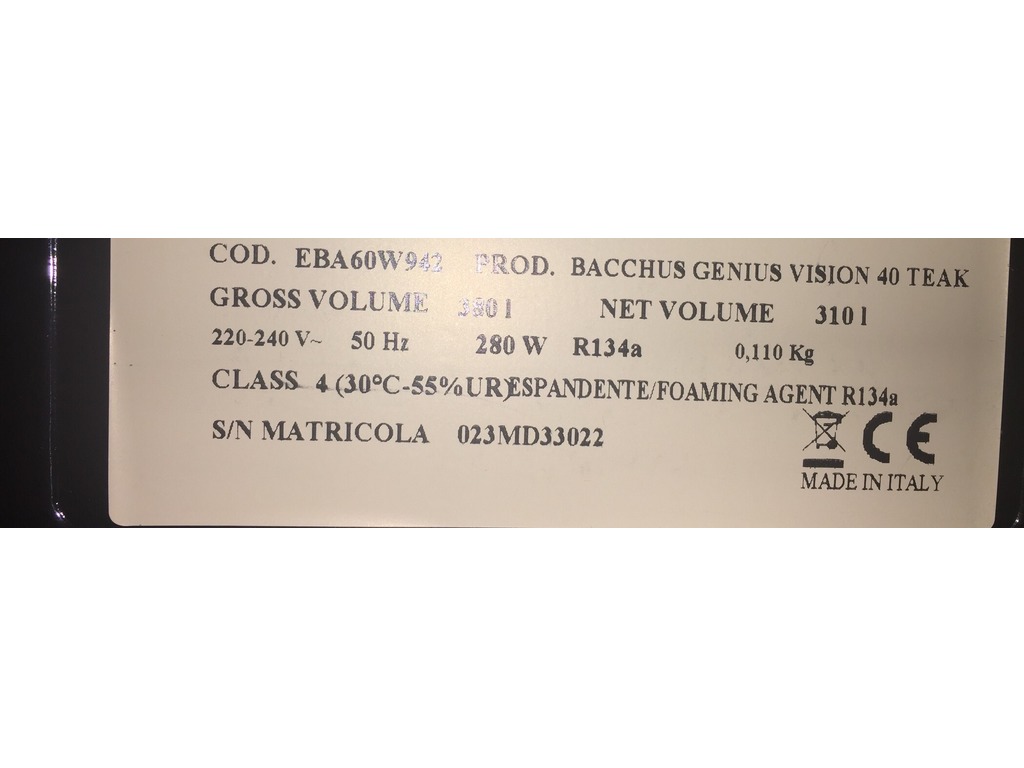 COD. EBA60W942 PROD. BACCHUS GENIUS VISION 40 TEAK
GROSS VOLUME 380 l NET VOLUME 310 l
220-240 V~ 50 Hz 280 W R134a 0,110 Kg
CLASS 4 (30°C-55%UR)ESPANDENTE/FOAMING AGENT R134a
S/N MATRICOLA 023MD33022
CE
MADE IN ITALY